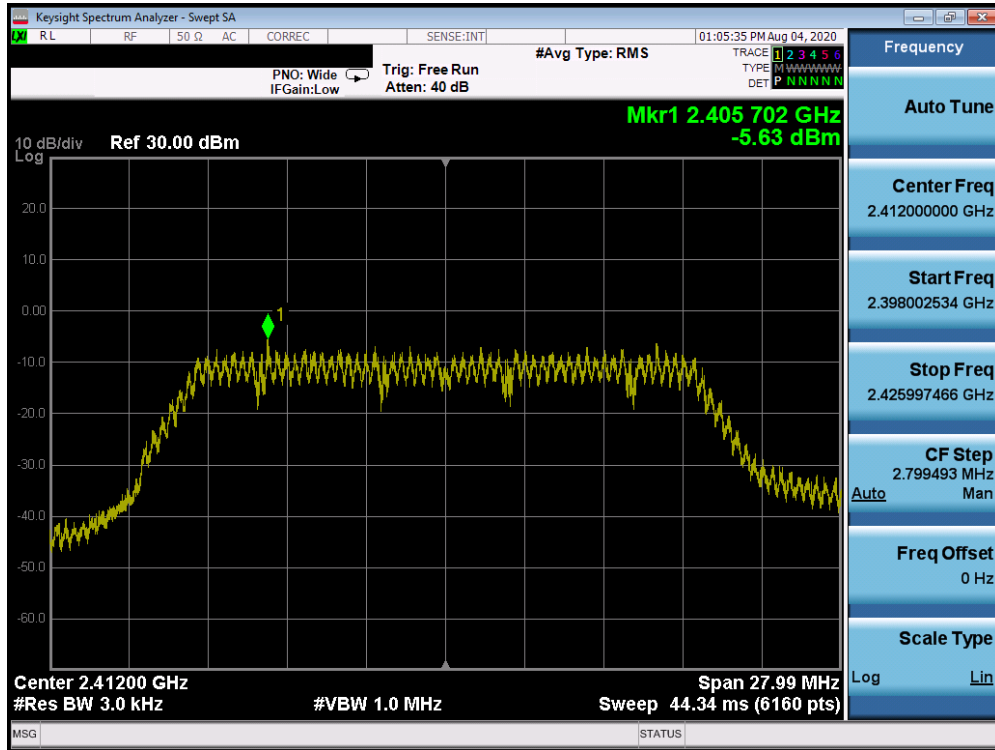 Keysight Spectrum Analyzer - Swept SA
LXI RL RF 50 Ω AC CORREC SENSE:INT 01:05:35 PM Aug 04, 2020
#Avg Type: RMS TRACE 1 2 3 4 5 6
PNO: Wide Trig: Free Run TYPE M W W W W W
IFGain:Low Atten: 40 dB DET P N N N N N
Mkr1 2.405 702 GHz
-5.63 dBm
10 dB/div Ref 30.00 dBm
Log
20.0
10.0
0.00
-10.0
-20.0
-30.0
-40.0
-50.0
-60.0
1
Center 2.41200 GHz Span 27.99 MHz
#Res BW 3.0 kHz #VBW 1.0 MHz Sweep 44.34 ms (6160 pts)
MSG STATUS
Frequency
Auto Tune
Center Freq
2.412000000 GHz
Start Freq
2.398002534 GHz
Stop Freq
2.425997466 GHz
CF Step
2.799493 MHz
Auto Man
Freq Offset
0 Hz
Scale Type
Log Lin